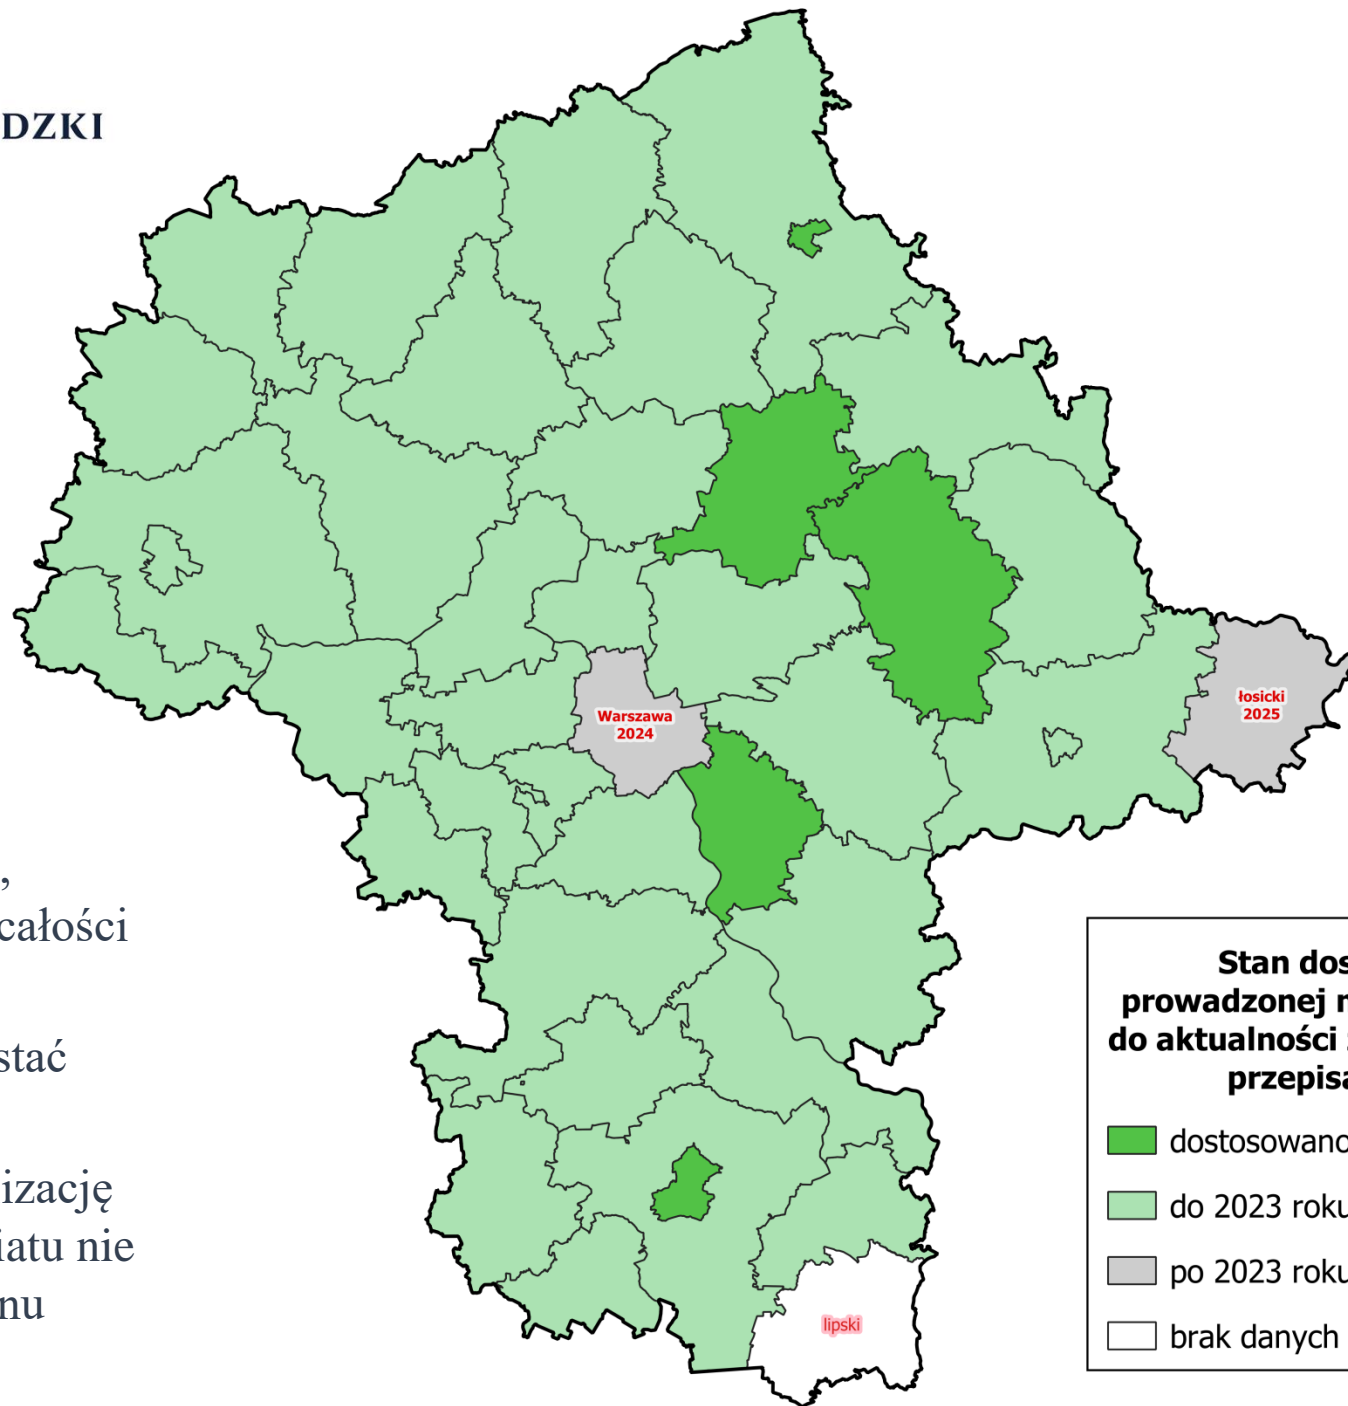 DZKI
Warszawa
2024
łosicki
2025
,
całości
stać
izację
iatu nie
nu
Stan dos
prowadzonej
do aktualności
przepisa
dostosowano
do 2023 roku
po 2023 roku
brak danych
lipski